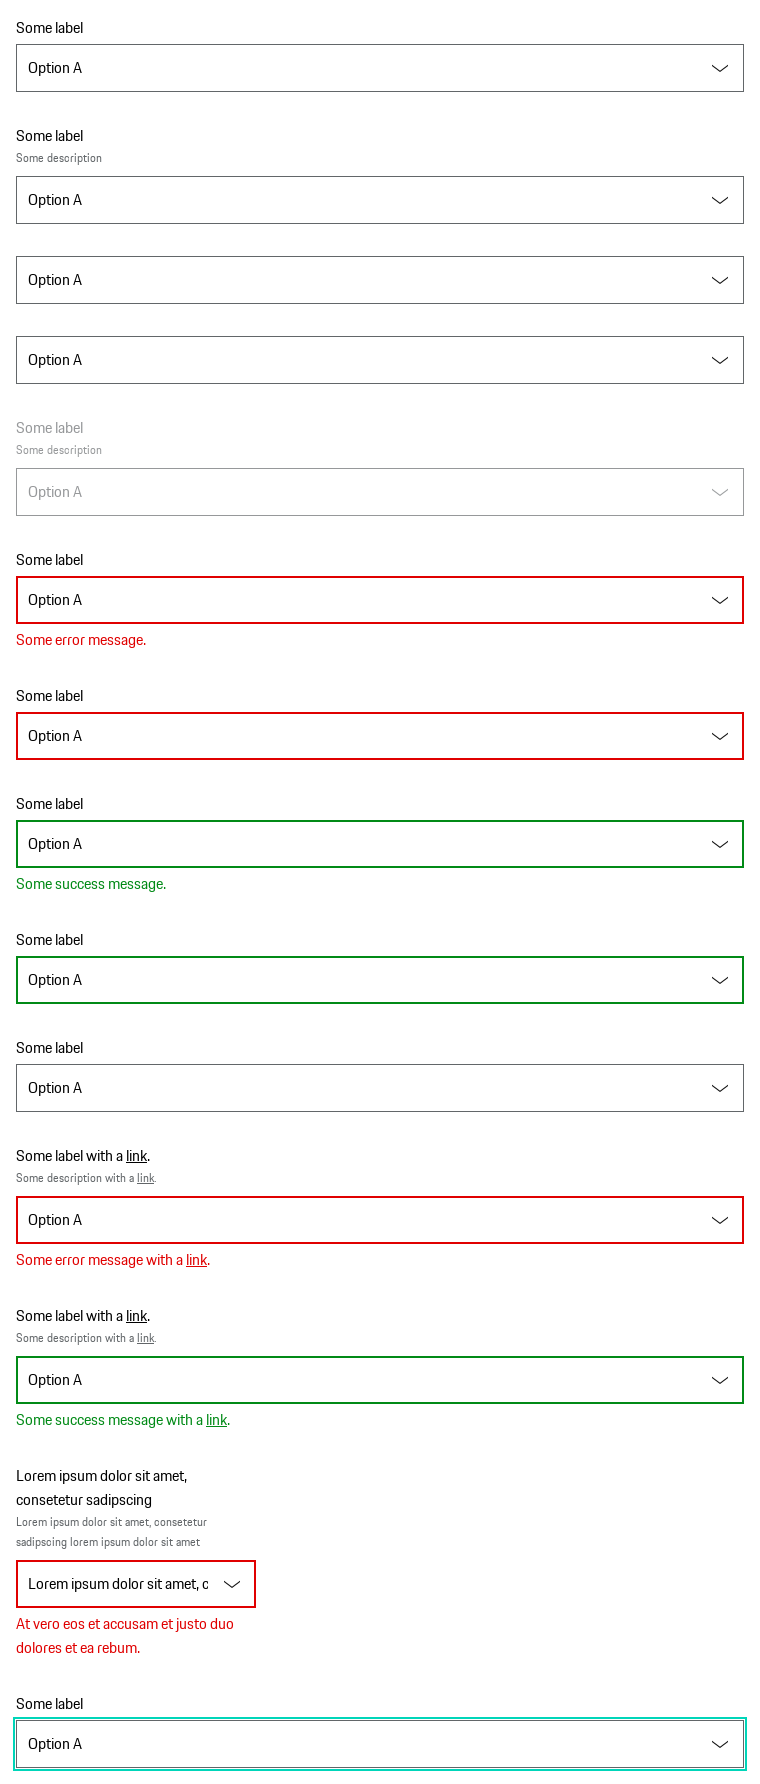 Some label
Option A
Some label
Some description
Option A
Option A
Option A
Some label
Some description
Option A
Some label
Option A
Some error message.
Some label
Option A
Some label
Option A
Some success message.
Some label
Option A
Some label
Option A
Some label with a link.
Some description with a link.
Option A
Some error message with a link.
Some label with a link.
Some description with a link.
Option A
Some success message with a link.
Lorem ipsum dolor sit amet,
consetetur sadipscing
Lorem ipsum dolor sit amet, consetetur
sadipscing lorem ipsum dolor sit amet
Lorem ipsum dolor sit amet, c
At vero eos et accusam et justo duo
dolores et ea rebum.
Some label
Option A